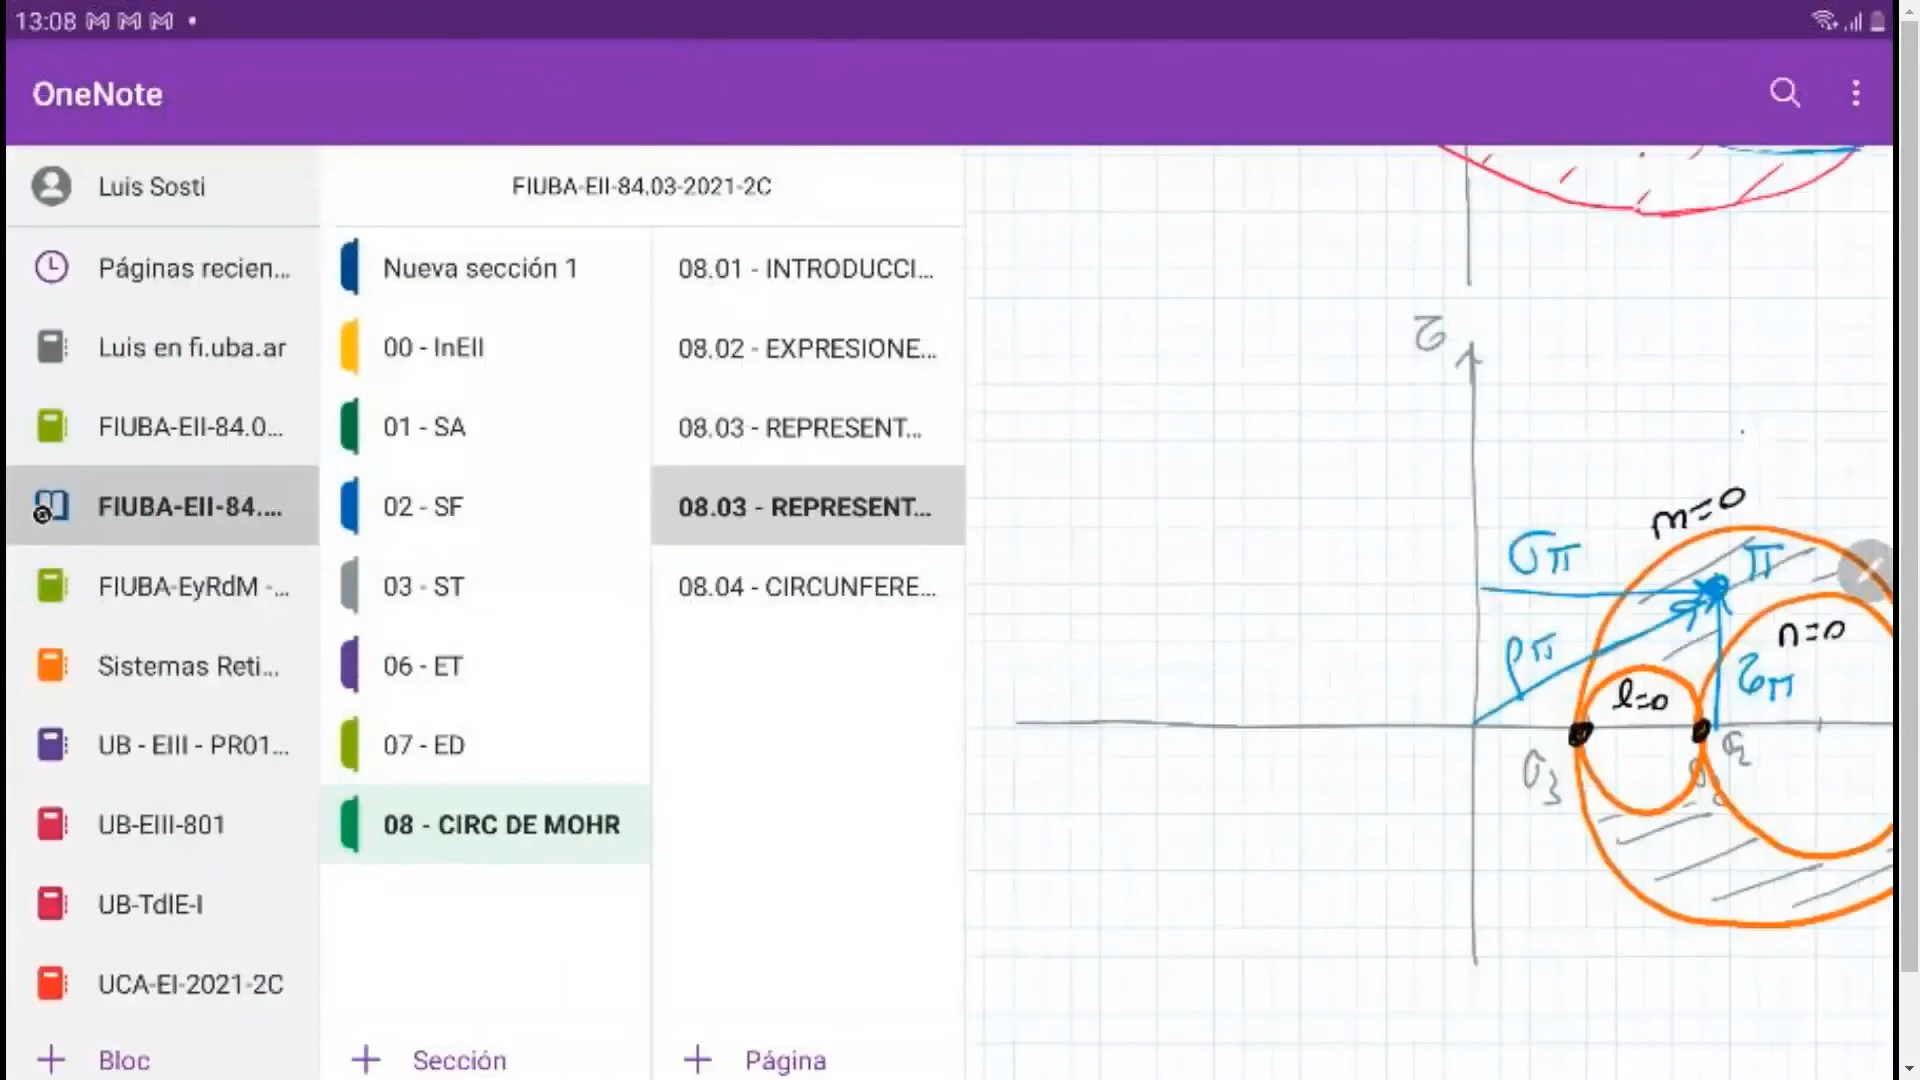 13:08
OneNote
Luis Sosti
Páginas recien...
Luis en fi.uba.ar
FIUBA-EII-84.0...
FIUBA-EII-84....
FIUBA-EyRdM -...
Sistemas Reti...
UB - EIII - PR01...
UB-EIII-801
UB-TdlE-I
UCA-EI-2021-2C
Bloc
FIUBA-EII-84.03-2021-2C
Nueva sección 1
00 - InEII
01 - SA
02 - SF
03 - ST
06 - ET
07 - ED
08 - CIRC DE MOHR
Sección
08.01 - INTRODUCCI...
08.02 - EXPRESIONE...
08.03 - REPRESENT...
08.03 - REPRESENT...
08.04 - CIRCUNFERE...
Página
τ
m=0
σπ
π
n=0
ρπ
l=0
τπ
σ3
σ2